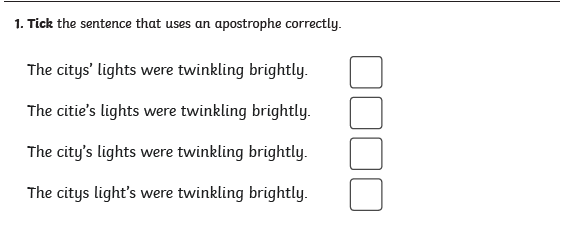 1. Tick the sentence that uses an apostrophe correctly.
The citys’ lights were twinkling brightly.
The citie’s lights were twinkling brightly.
The city’s lights were twinkling brightly.
The citys light’s were twinkling brightly.